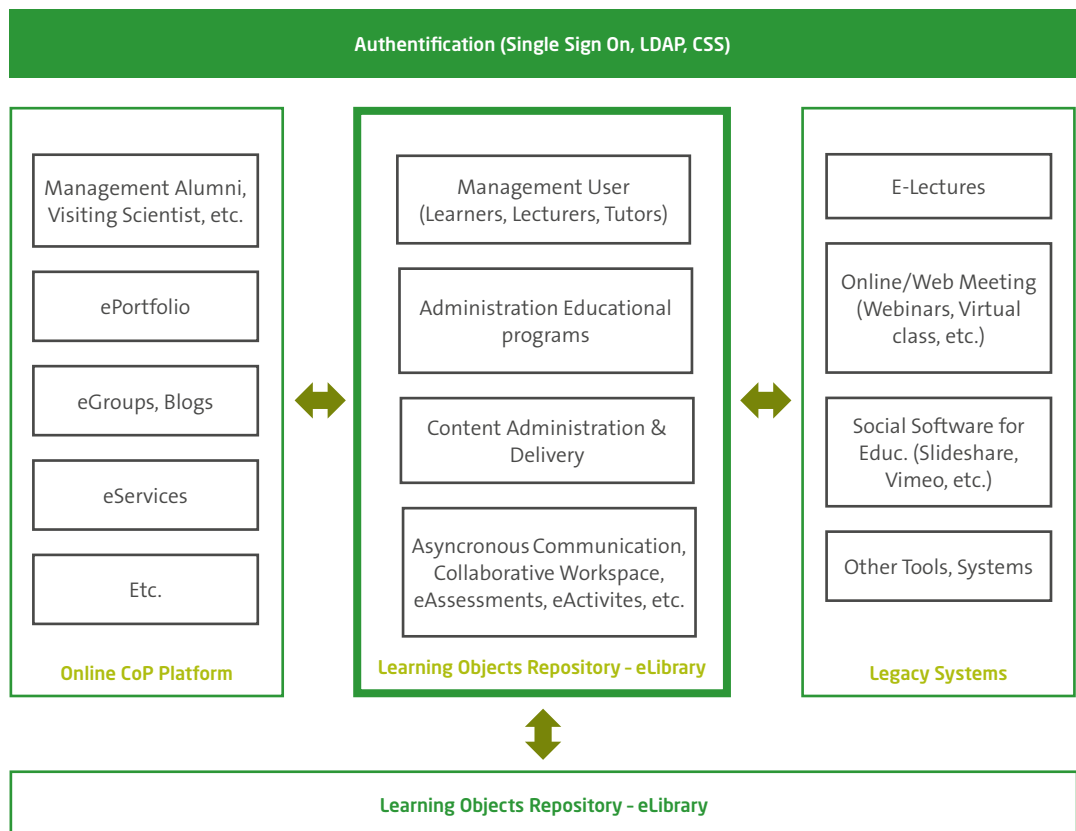 Authentification (Single Sign On, LDAP, CSS)
Management Alumni,
Visiting Scientist, etc.
ePortfolio
eGroups, Blogs
eServices
Etc.
Online CoP Platform
Management User
(Learners, Lecturers, Tutors)
Administration Educational
programs
Content Administration &
Delivery
Asyncronous Communication,
Collaborative Workspace,
eAssessments, eActivites, etc.
Learning Objects Repository – eLibrary
E-Lectures
Online/Web Meeting
(Webinars, Virtual
class, etc.)
Social Software for
Educ. (Slideshare,
Vimeo, etc.)
Other Tools, Systems
Legacy Systems
Learning Objects Repository – eLibrary